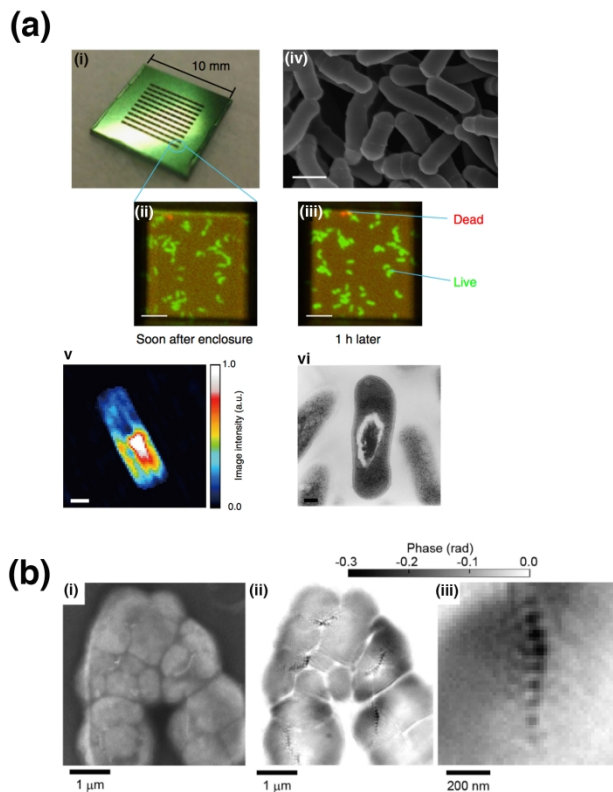 (a)
(i)
10 mm
(iv)
(ii)
(iii)
Dead
Live
Soon after enclosure
1 h later
v
1.0
Image intensity (a.u.)
0.0
vi
(b)
Phase (rad)
-0.3 -0.2 -0.1 0.0
(i)
(ii)
(iii)
1 µm
1 µm
200 nm